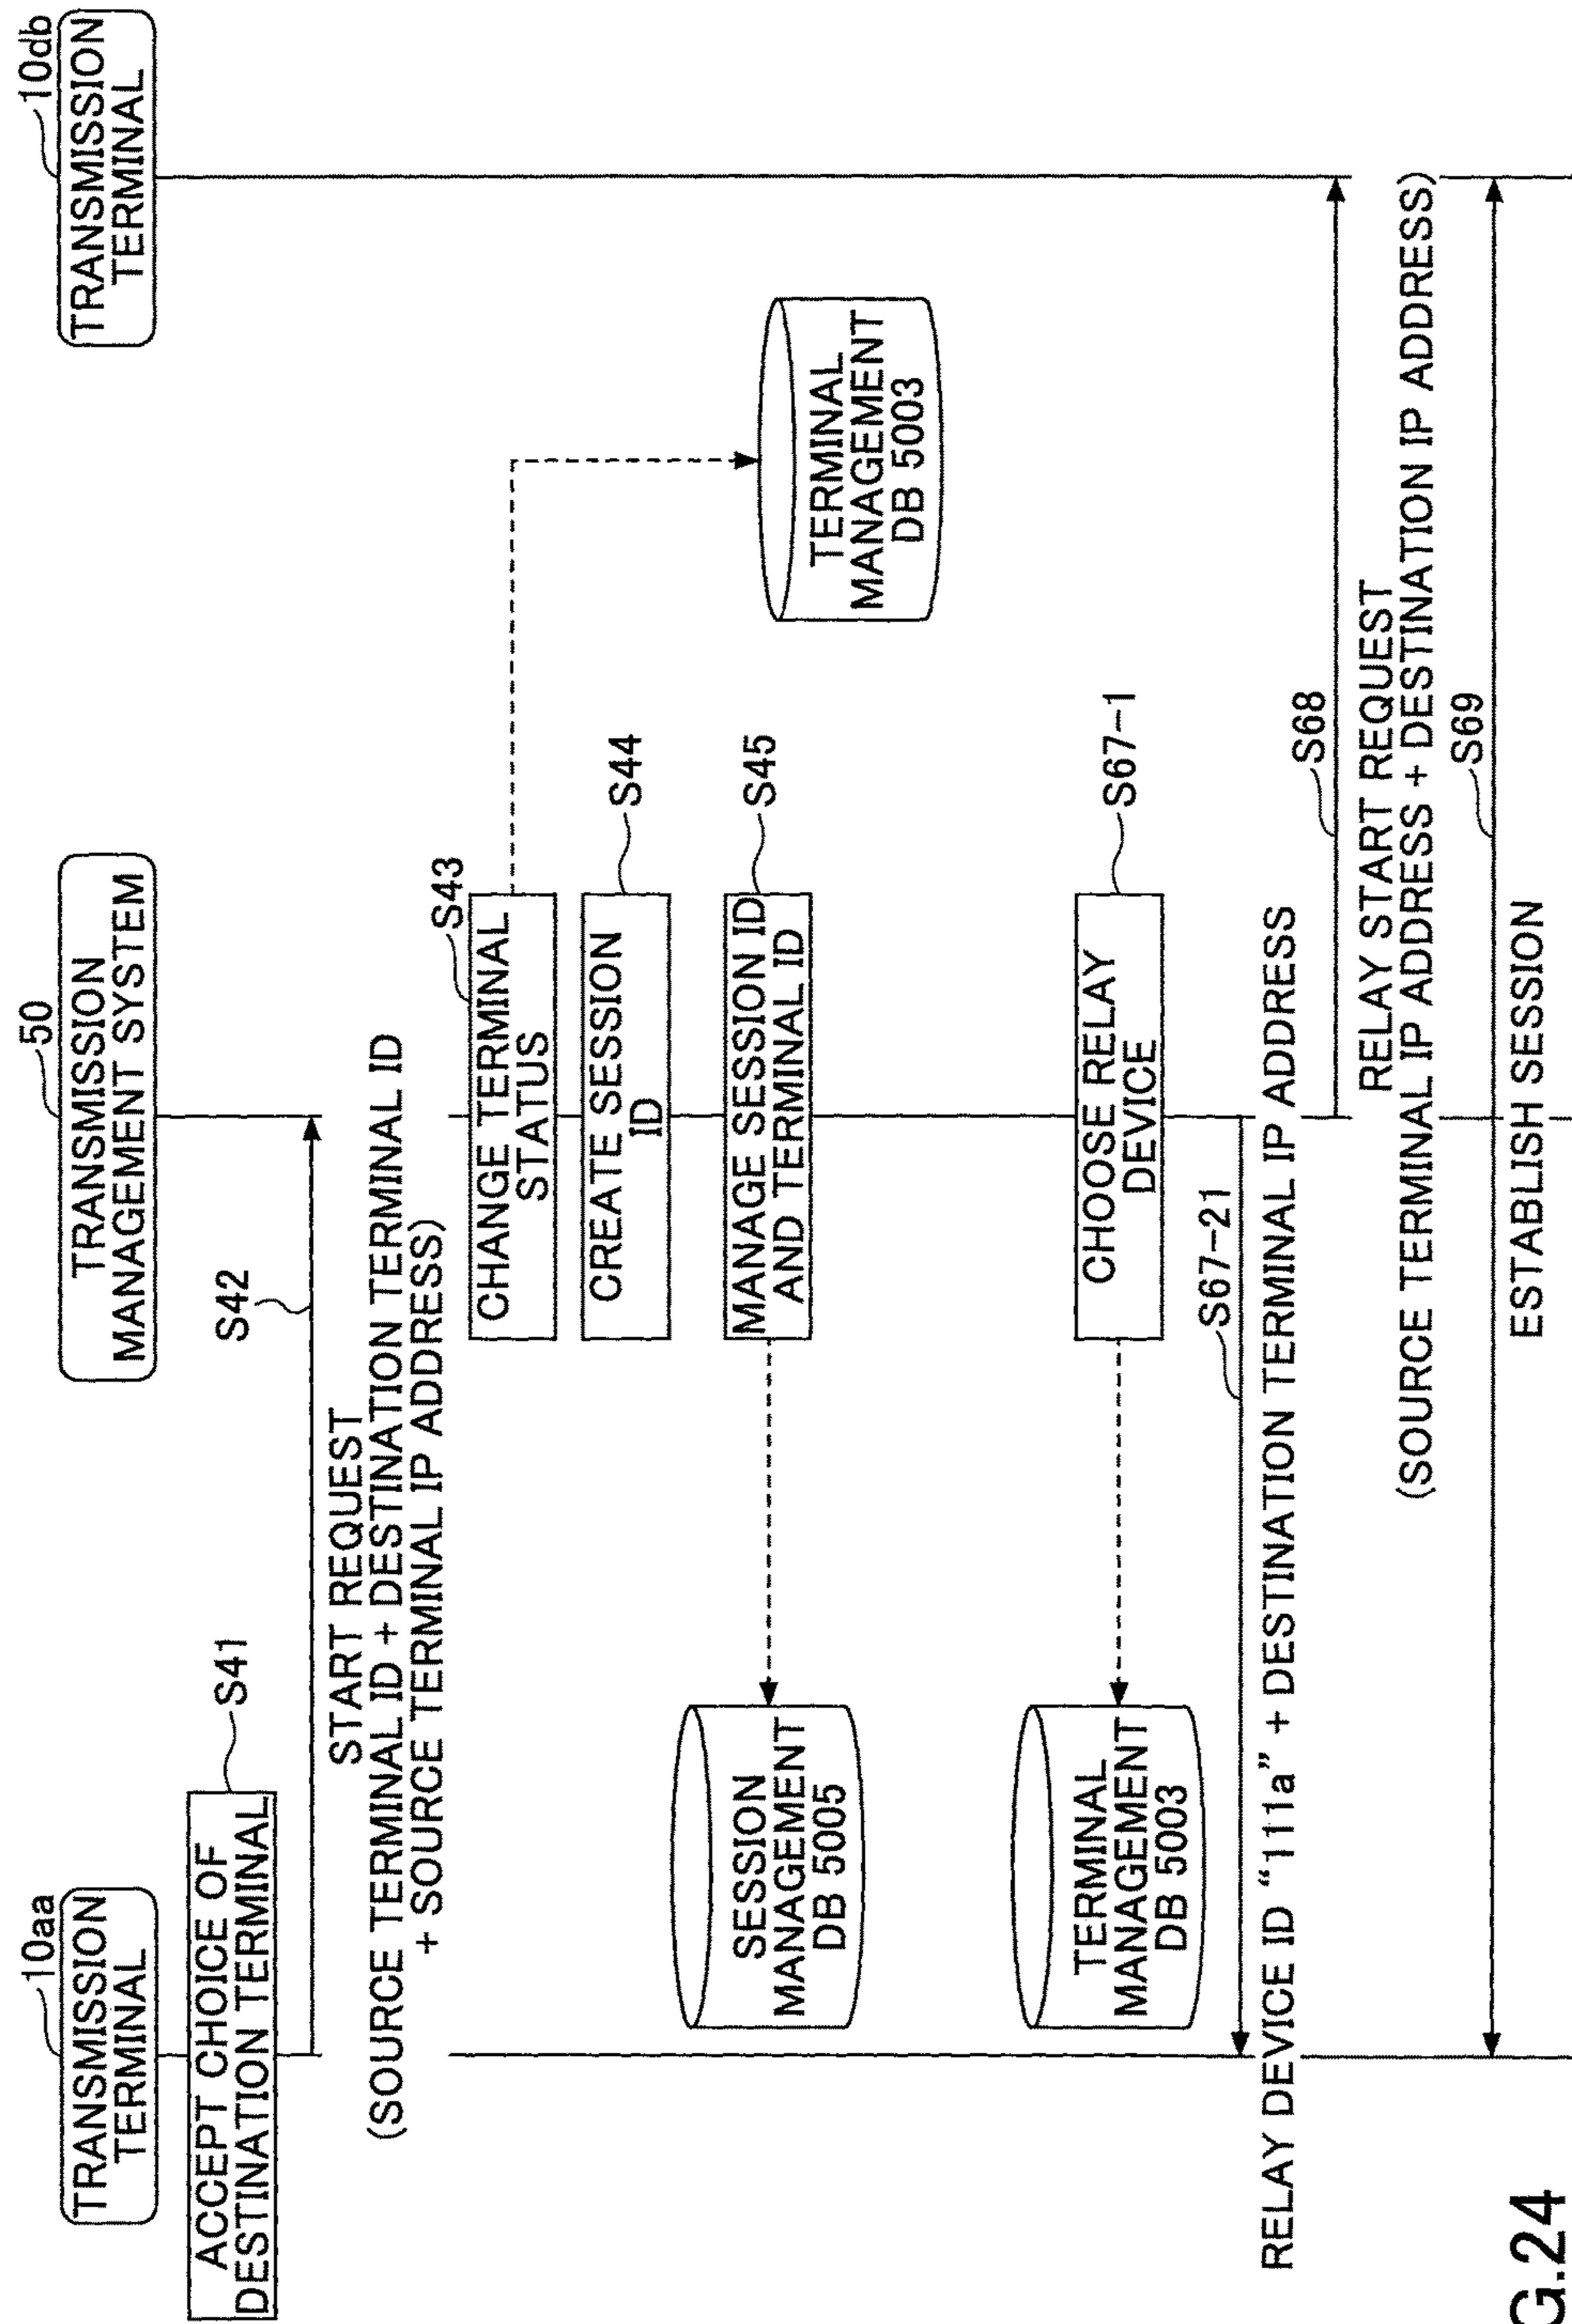 10aa
TRANSMISSION
TERMINAL
50
TRANSMISSION
MANAGEMENT SYSTEM
10db
TRANSMISSION
TERMINAL
ACCEPT CHOICE OF
DESTINATION TERMINAL
S41
S42
START REQUEST
(SOURCE TERMINAL ID + DESTINATION TERMINAL ID
+ SOURCE TERMINAL IP ADDRESS)
S43
CHANGE TERMINAL
STATUS
CREATE SESSION
ID
S44
MANAGE SESSION ID
AND TERMINAL ID
S45
SESSION
MANAGEMENT
DB 5005
TERMINAL
MANAGEMENT
DB 5003
CHOOSE RELAY
DEVICE
S67-1
TERMINAL
MANAGEMENT
DB 5003
S67-21
RELAY DEVICE ID "111a" + DESTINATION TERMINAL IP ADDRESS
S68
RELAY START REQUEST
(SOURCE TERMINAL IP ADDRESS + DESTINATION IP ADDRESS)
S69
ESTABLISH SESSION
G.24